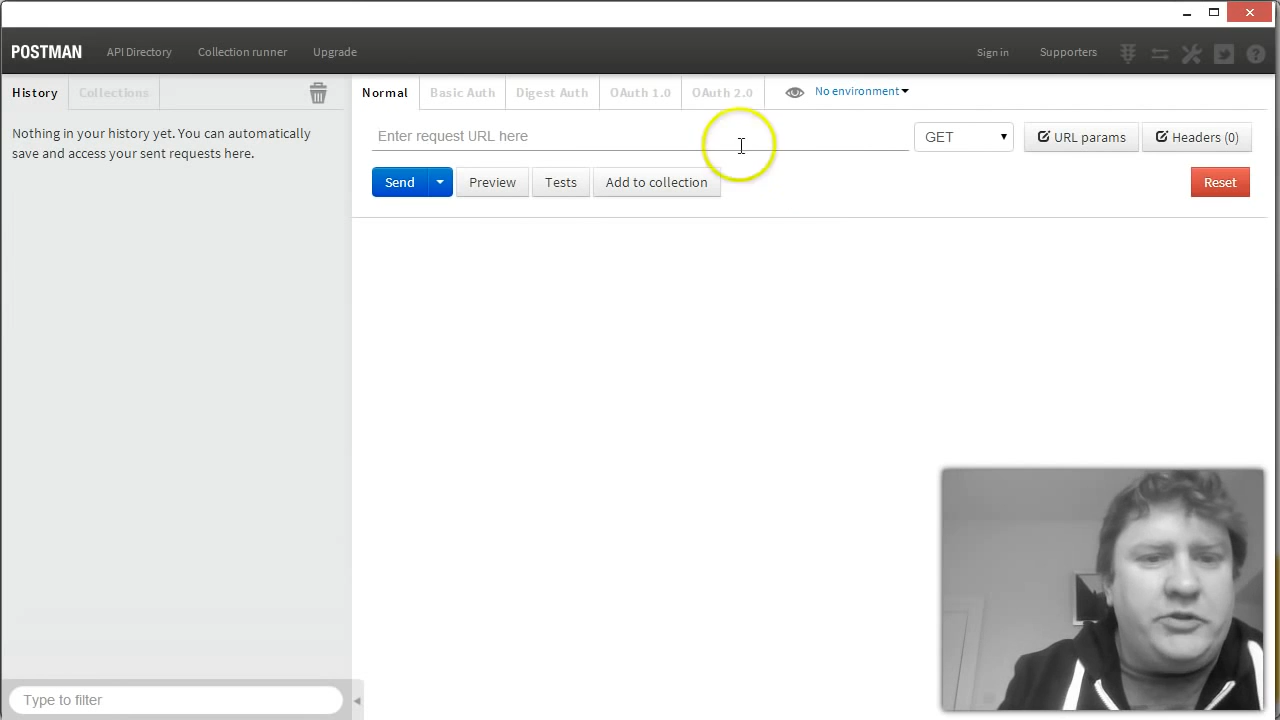 POSTMAN API Directory Collection runner Upgrade Sign in Supporters
History Collections
Nothing in your history yet. You can automatically
save and access your sent requests here.
Normal Basic Auth Digest Auth OAuth 1.0 OAuth 2.0 No environment
Enter request URL here GET URL params Headers (0)
Send Preview Tests Add to collection Reset
Type to filter